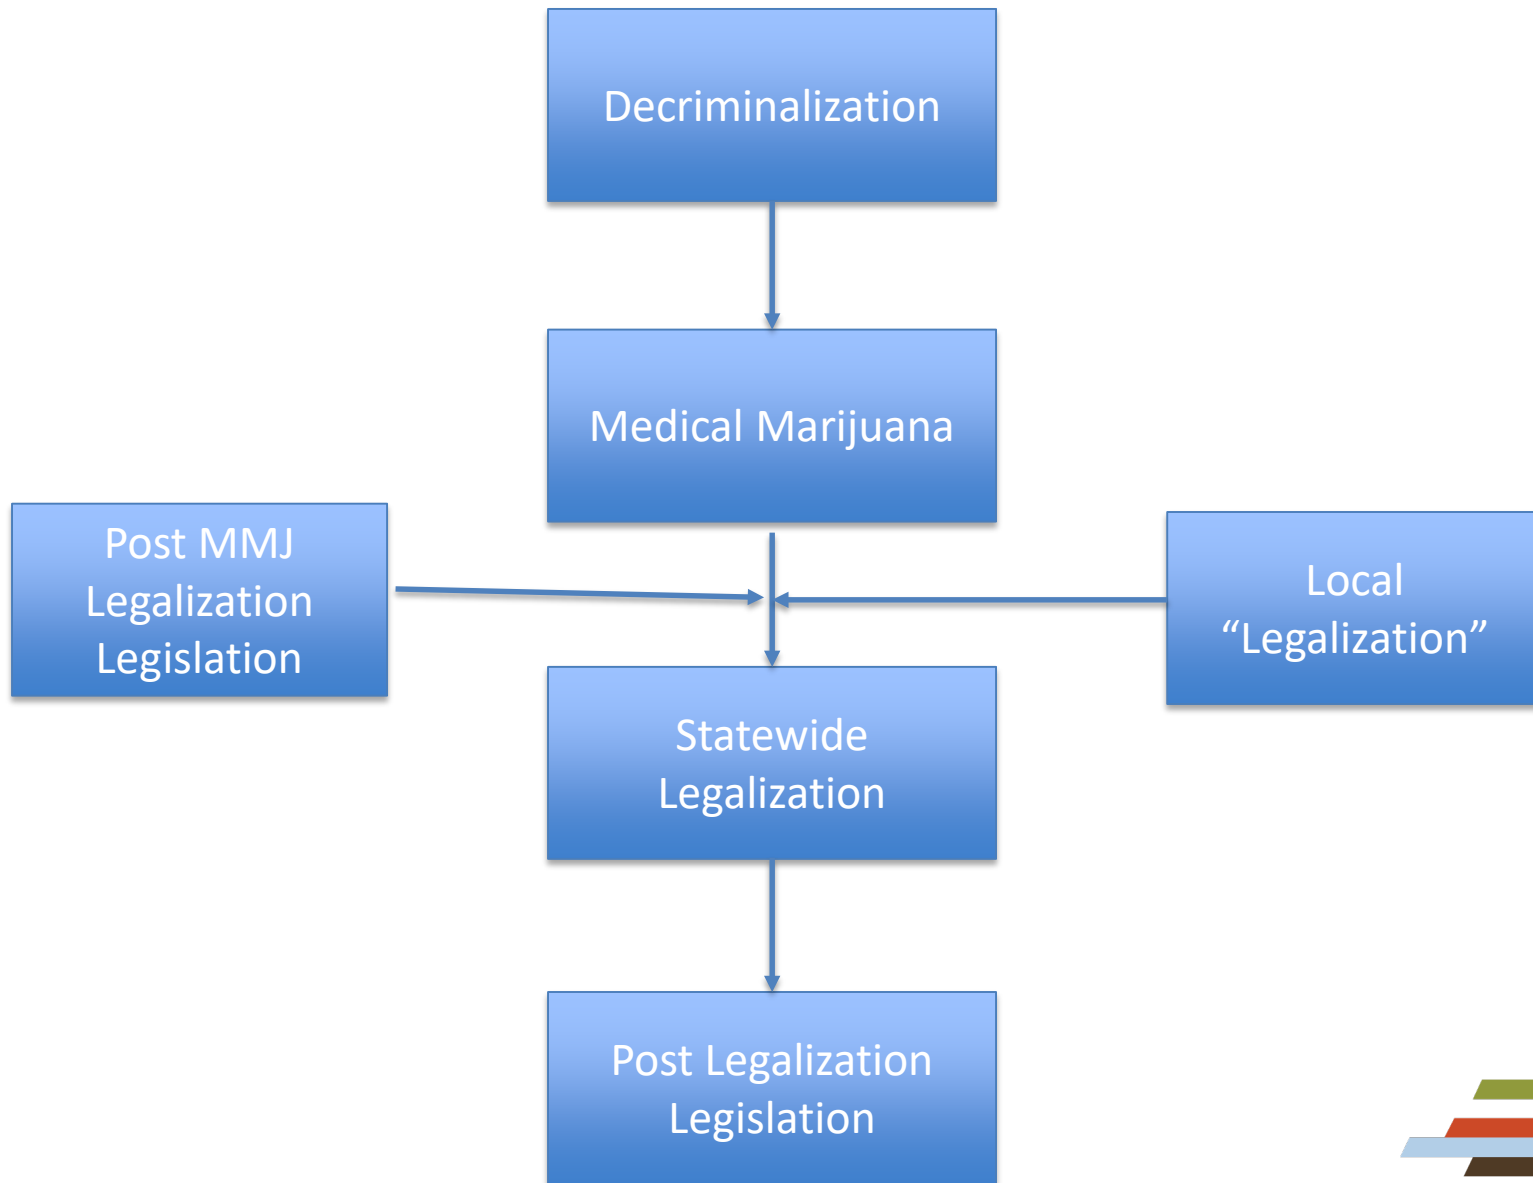 Decriminalization
Medical Marijuana
Post MMJ
Legalization
Legislation
Local
“Legalization”
Statewide
Legalization
Post Legalization
Legislation